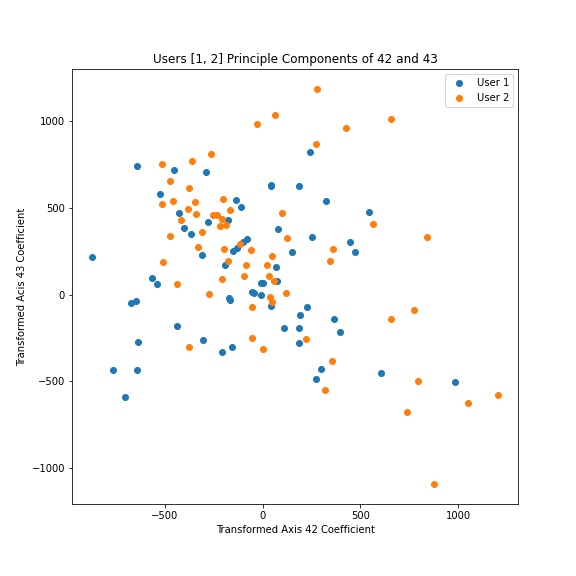 Users [1, 2] Principle Components of 42 and 43
User 1
User 2
1000
500
0
−500
−1000
Transformed Acis 43 Coefficient
−500
0
500
1000
Transformed Axis 42 Coefficient